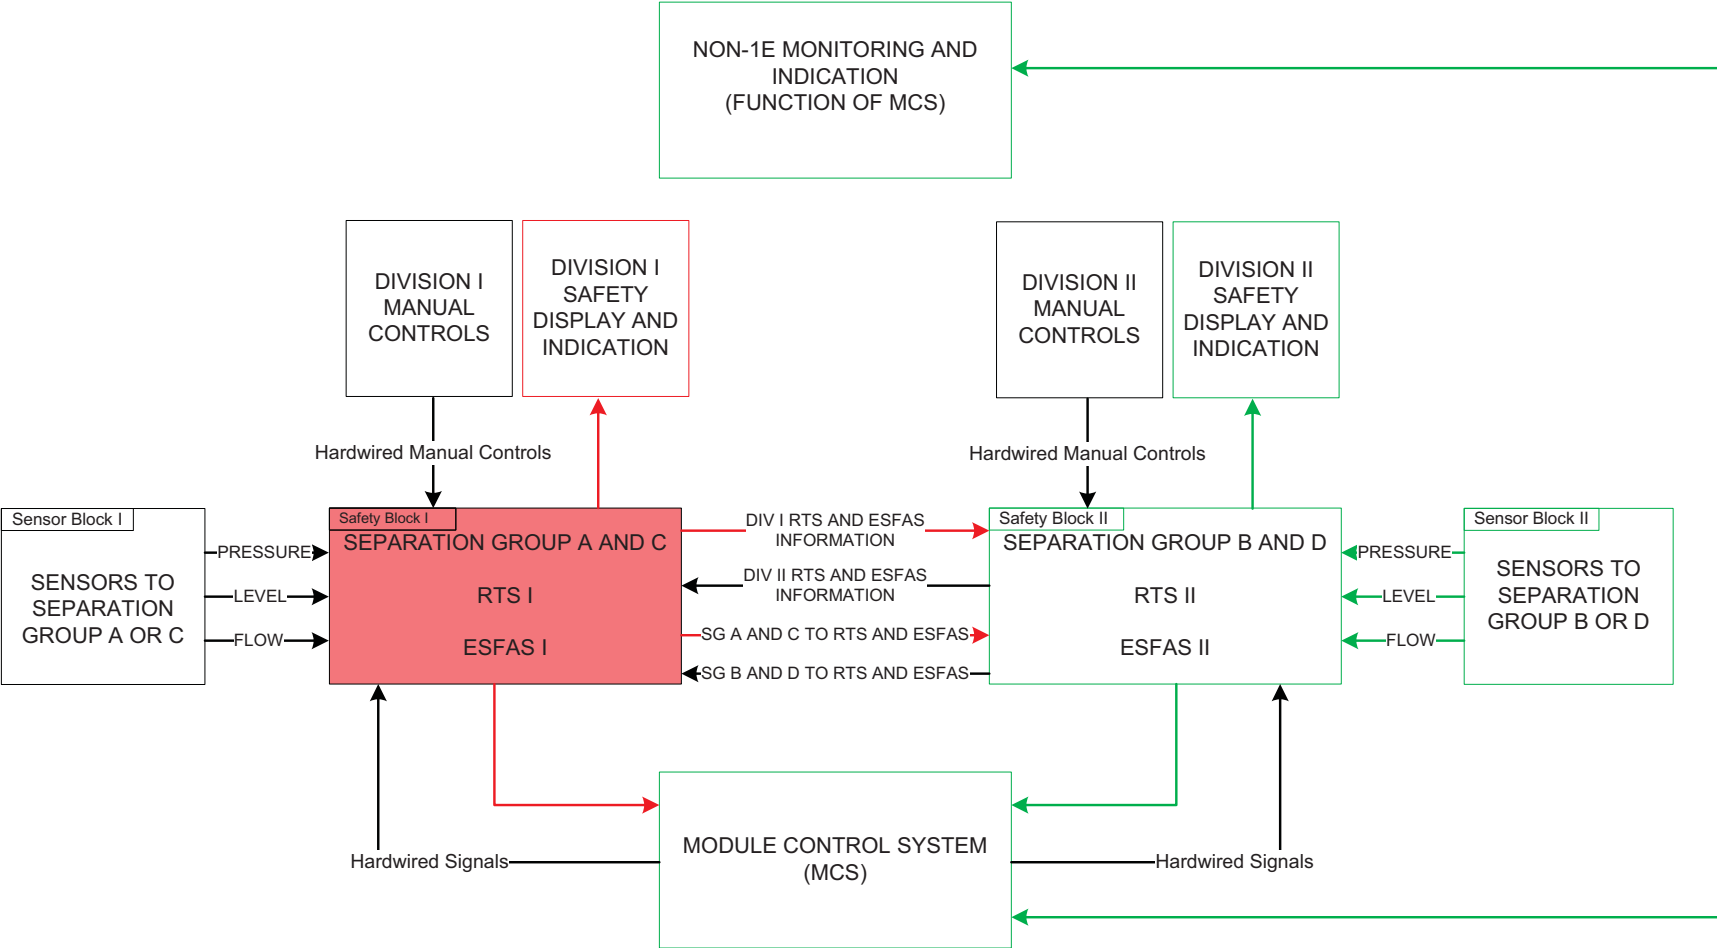 NON-1E MONITORING AND
INDICATION
(FUNCTION OF MCS)
DIVISION I
MANUAL
CONTROLS
DIVISION I
SAFETY
DISPLAY AND
INDICATION
DIVISION II
MANUAL
CONTROLS
DIVISION II
SAFETY
DISPLAY AND
INDICATION
Hardwired Manual Controls
Hardwired Manual Controls
Sensor Block I
SENSORS TO
SEPARATION
GROUP A OR C
PRESSURE
LEVEL
FLOW
Safety Block I
SEPARATION GROUP A AND C
RTS I
ESFAS I
DIV I RTS AND ESFAS
INFORMATION
DIV II RTS AND ESFAS
INFORMATION
SG A AND C TO RTS AND ESFAS
SG B AND D TO RTS AND ESFAS
Safety Block II
SEPARATION GROUP B AND D
RTS II
ESFAS II
PRESSURE
LEVEL
FLOW
Sensor Block II
SENSORS TO
SEPARATION
GROUP B OR D
Hardwired Signals
MODULE CONTROL SYSTEM
(MCS)
Hardwired Signals